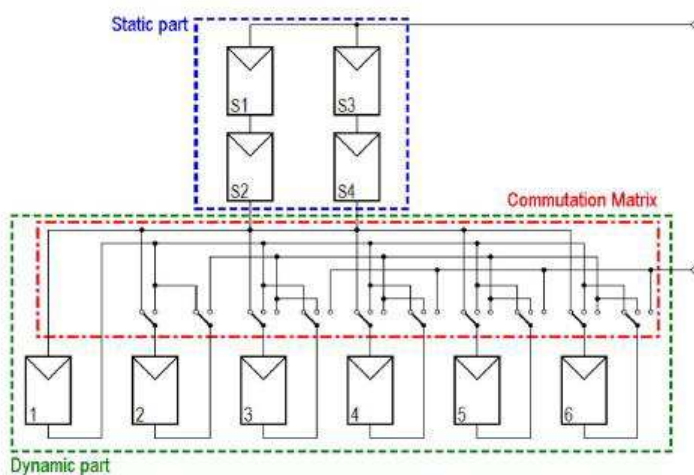 Static part
S1 S3
S2 S4
Commutation Matrix
1 2 3 4 5 6
Dynamic part